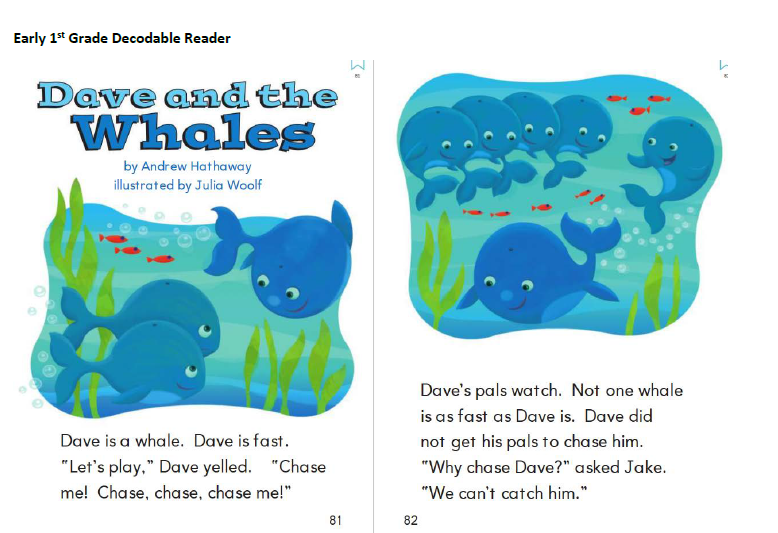 Early 1st Grade Decodable Reader
Dave and the
Whales
by Andrew Hathaway
illustrated by Julia Woolf
Dave is a whale. Dave is fast.
"Let's play," Dave yelled. "Chase
me! Chase, chase, chase me!"
81
Dave's pals watch. Not one whale
is as fast as Dave is. Dave did
not get his pals to chase him.
"Why chase Dave?" asked Jake.
"We can't catch him."
82